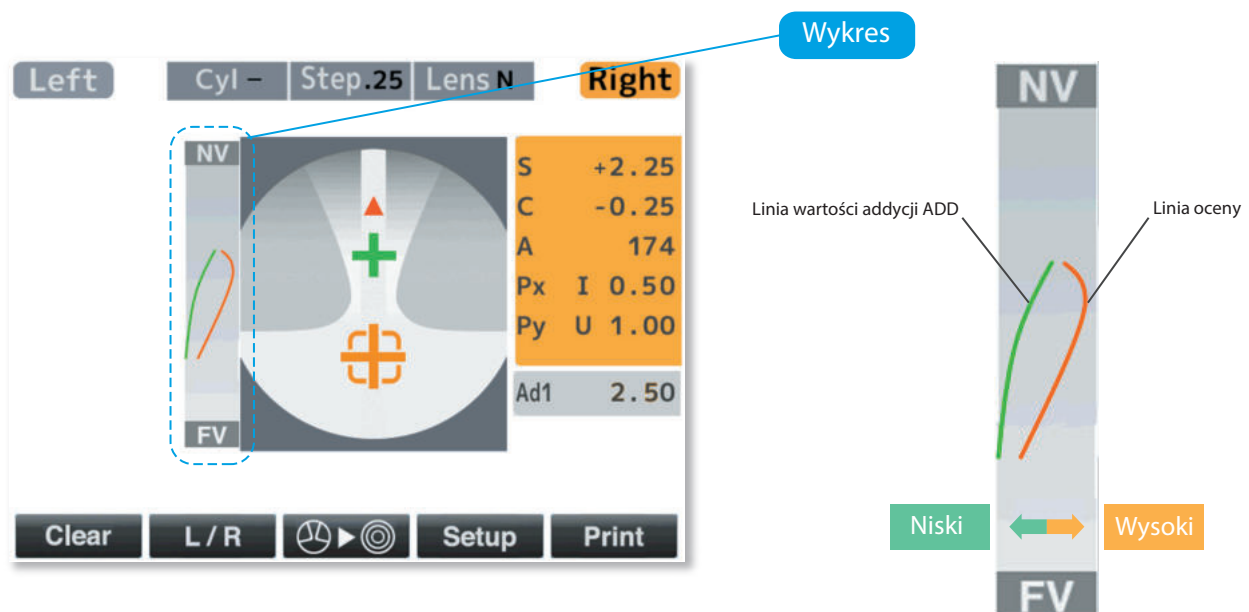 Wykres
Left
Cyl –
Step.25
Lens N
Right
NV
FV
S +2.25
C -0.25
A 174
Px I 0.50
Py U 1.00
Ad1 2.50
Clear
L / R
Setup
Print
NV
Linia wartości addycji ADD
Linia oceny
Niski
Wysoki
FV